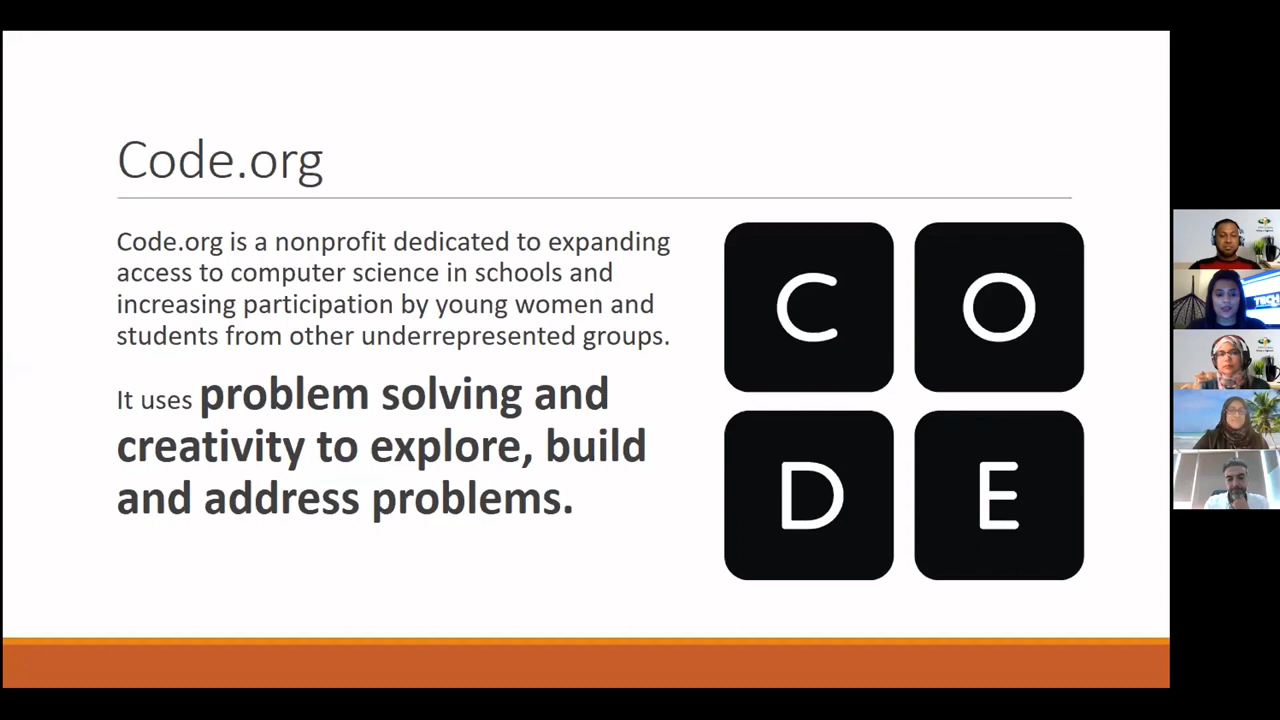 Code.org
Code.org is a nonprofit dedicated to expanding
access to computer science in schools and
increasing participation by young women and
students from other underrepresented groups.
It uses problem solving and
creativity to explore, build
and address problems.
C O
D E
TECH